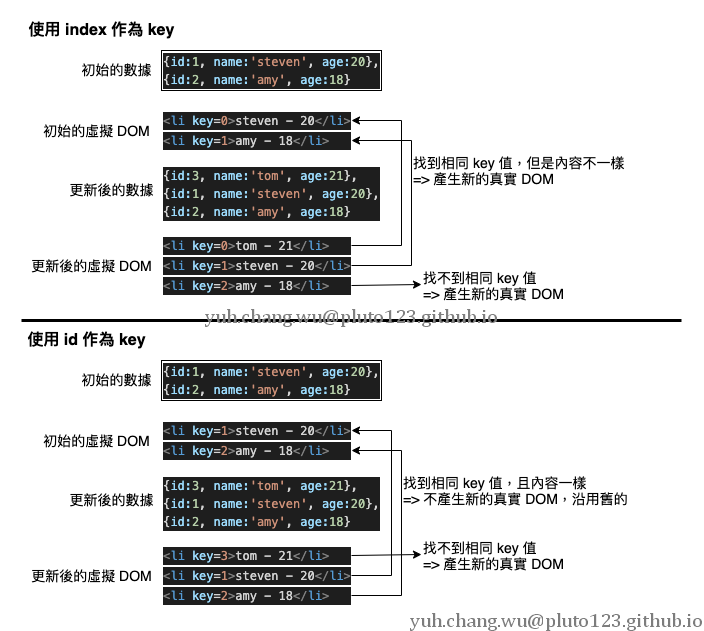 使用 index 作為 key
初始的數據
{id:1, name:'steven', age:20},
{id:2, name:'amy', age:18}
初始的虛擬 DOM
<li key=0>steven - 20</li>
<li key=1>amy - 18</li>
找到相同 key 值，但是內容不一樣
=> 產生新的真實 DOM
更新後的數據
{id:3, name:'tom', age:21},
{id:1, name:'steven', age:20},
{id:2, name:'amy', age:18}
更新後的虛擬 DOM
<li key=0>tom - 21</li>
<li key=1>steven - 20</li>
<li key=2>amy - 18</li>
找不到相同 key 值
=> 產生新的真實 DOM
yuh.chang.wu@pluto123.github.io
使用 id 作為 key
初始的數據
{id:1, name:'steven', age:20},
{id:2, name:'amy', age:18}
初始的虛擬 DOM
<li key=1>steven - 20</li>
<li key=2>amy - 18</li>
找到相同 key 值，且內容一樣
=> 不產生新的真實 DOM，沿用舊的
更新後的數據
{id:3, name:'tom', age:21},
{id:1, name:'steven', age:20},
{id:2, name:'amy', age:18}
更新後的虛擬 DOM
<li key=3>tom - 21</li>
<li key=1>steven - 20</li>
<li key=2>amy - 18</li>
找不到相同 key 值
=> 產生新的真實 DOM
yuh.chang.wu@pluto123.github.io